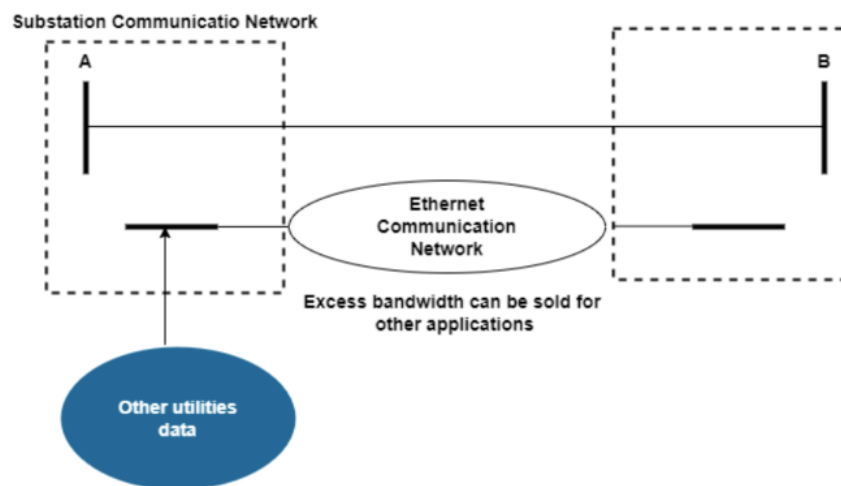 Substation Communicatio Network
A
B
Ethernet
Communication
Network
Excess bandwidth can be sold for
other applications
Other utilities
data